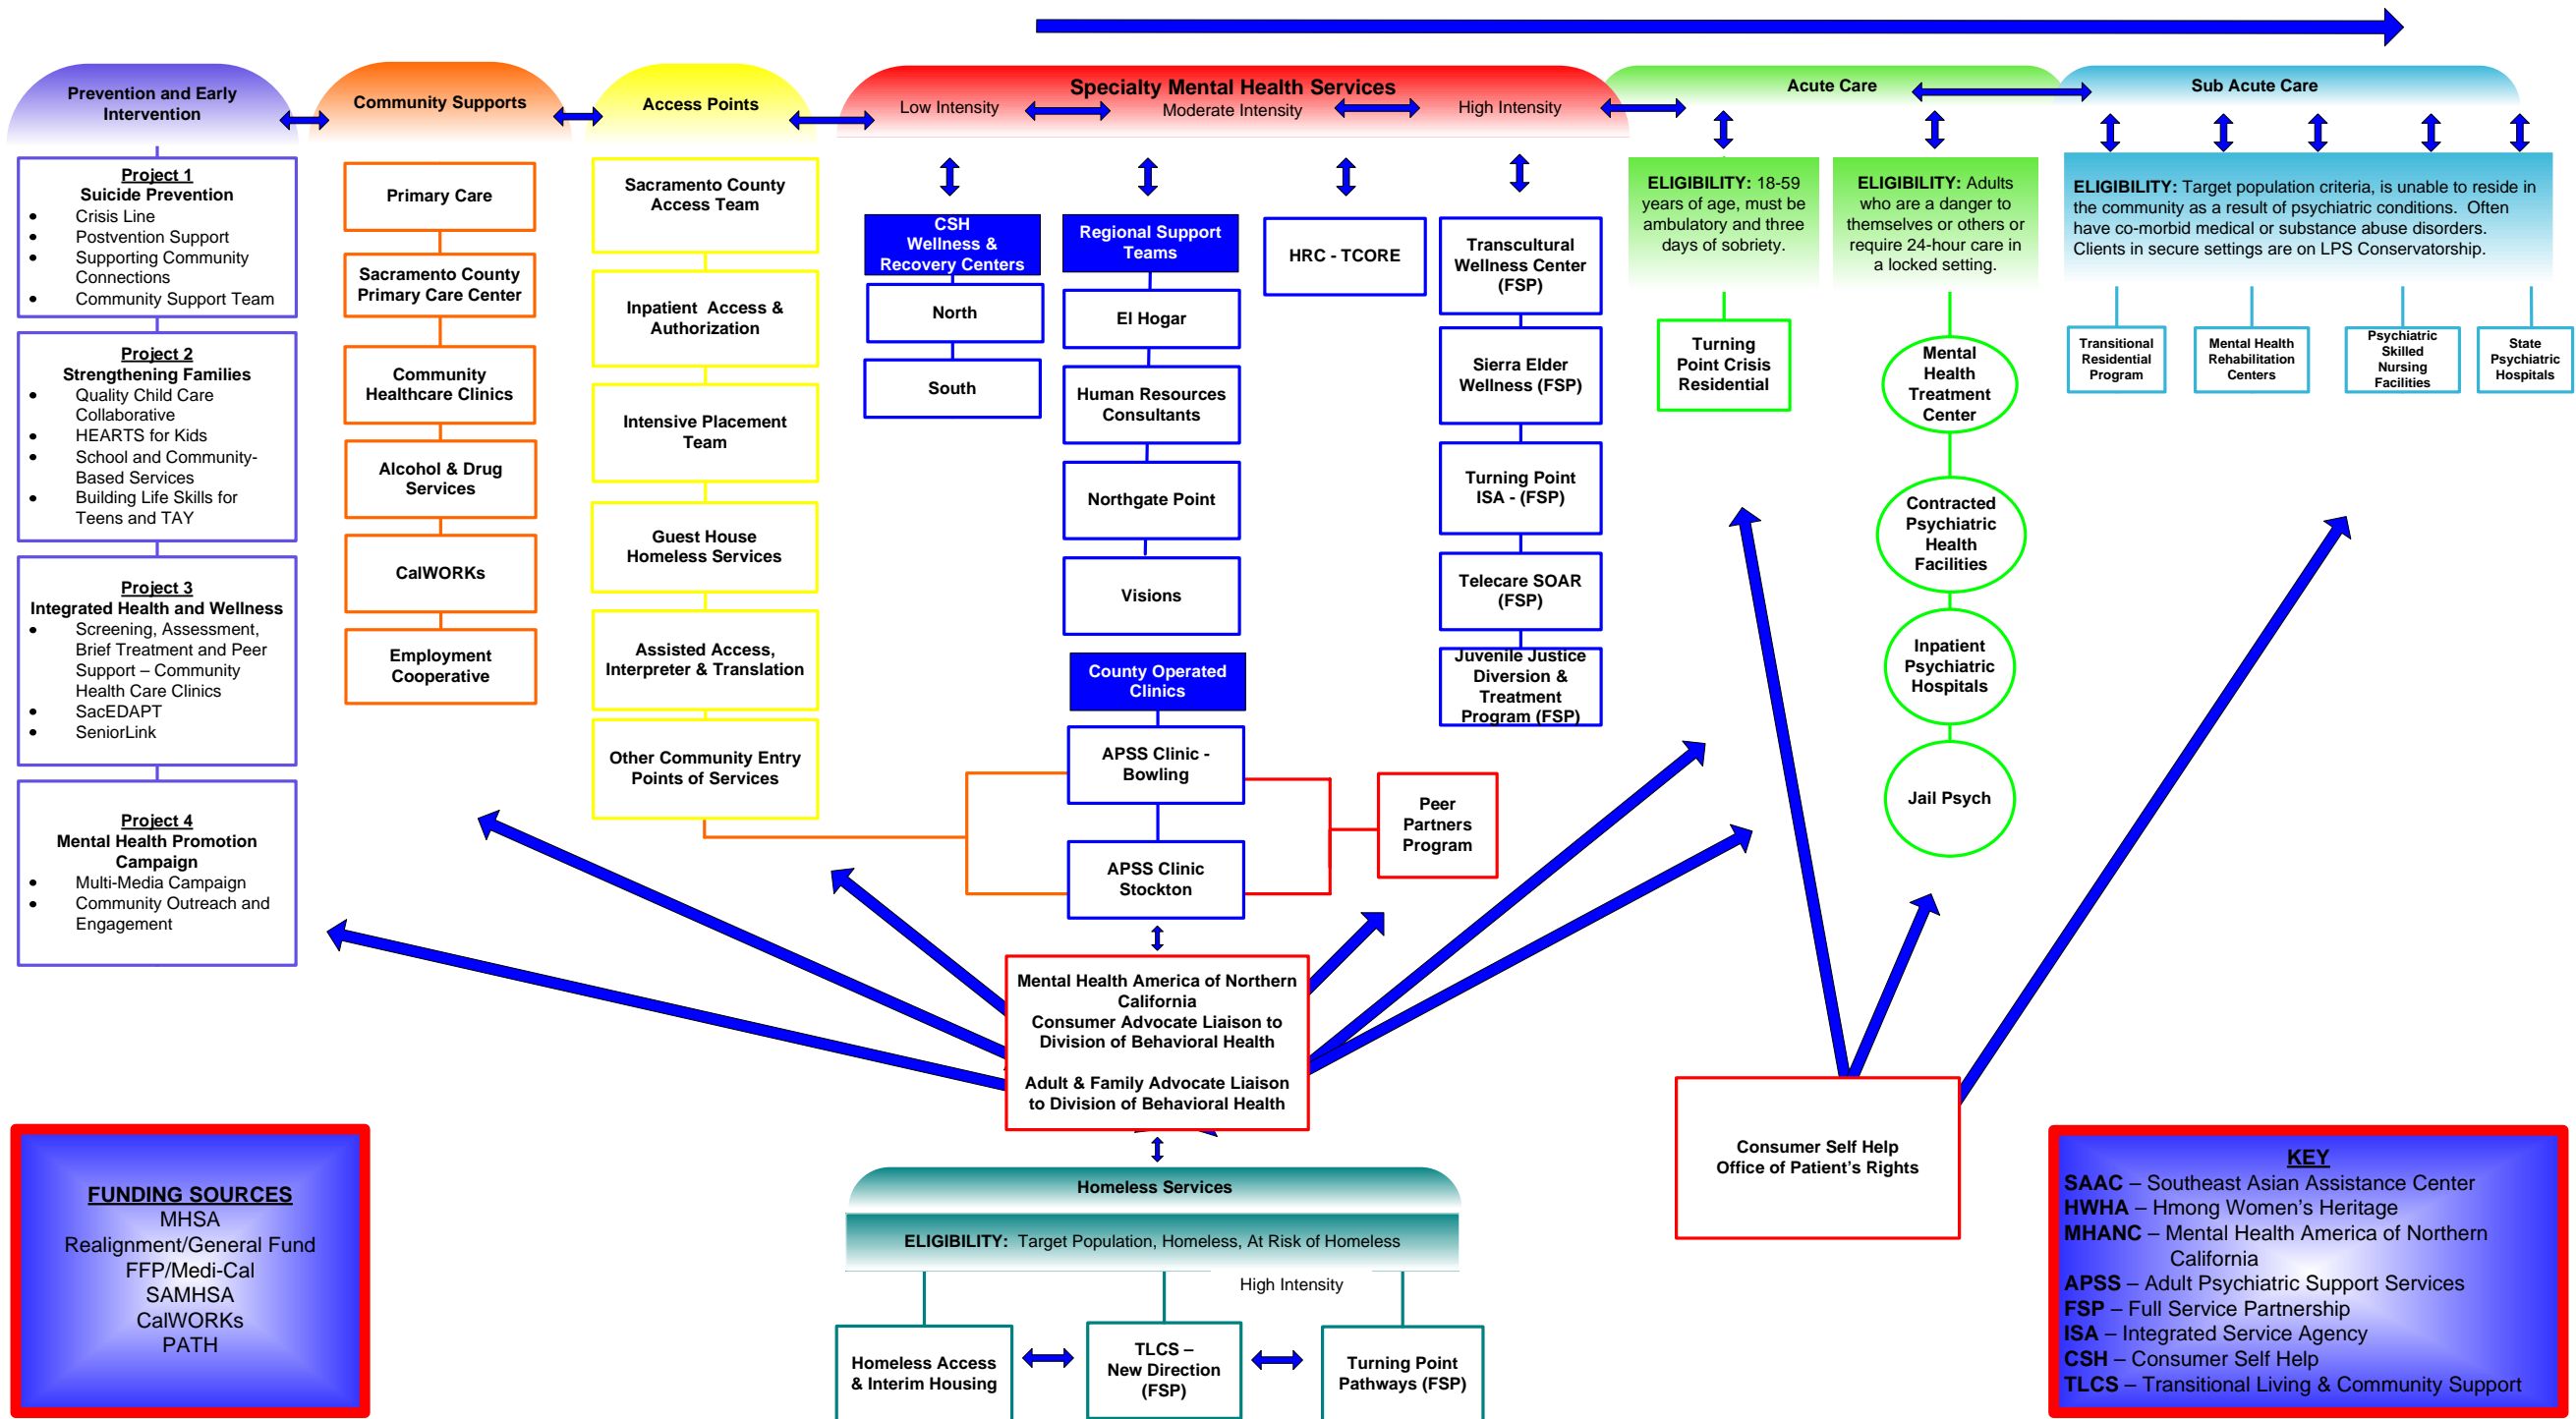 Prevention and Early
Intervention
Project 1
Suicide Prevention
• Crisis Line
• Postvention Support
• Supporting Community
Connections
• Community Support Team
Project 2
Strengthening Families
• Quality Child Care
Collaborative
• HEARTS for Kids
• School and Community-
Based Services
• Building Life Skills for
Teens and TAY
Project 3
Integrated Health and Wellness
• Screening, Assessment,
Brief Treatment and Peer
Support – Community
Health Care Clinics
• SacEDAPT
• SeniorLink
Project 4
Mental Health Promotion
Campaign
• Multi-Media Campaign
• Community Outreach and
Engagement
Community Supports
Primary Care
Sacramento County
Primary Care Center
Community
Healthcare Clinics
Alcohol & Drug
Services
CalWORKs
Employment
Cooperative
Access Points
Sacramento County
Access Team
Inpatient Access &
Authorization
Intensive Placement
Team
Guest House
Homeless Services
Assisted Access,
Interpreter & Translation
Other Community Entry
Points of Services
Specialty Mental Health Services
Low Intensity
Moderate Intensity
High Intensity
CSH
Wellness &
Recovery Centers
North
South
Regional Support
Teams
El Hogar
Human Resources
Consultants
Northgate Point
Visions
County Operated
Clinics
APSS Clinic -
Bowling
APSS Clinic
Stockton
Peer
Partners
Program
HRC - TCORE
Transcultural
Wellness Center
(FSP)
Sierra Elder
Wellness (FSP)
Turning Point
ISA - (FSP)
Telecare SOAR
(FSP)
Juvenile Justice
Diversion &
Treatment
Program (FSP)
Acute Care
ELIGIBILITY: 18-59
years of age, must be
ambulatory and three
days of sobriety.
Turning
Point Crisis
Residential
ELIGIBILITY: Adults
who are a danger to
themselves or others or
require 24-hour care in
a locked setting.
Mental
Health
Treatment
Center
Contracted
Psychiatric
Health
Facilities
Inpatient
Psychiatric
Hospitals
Jail Psych
Sub Acute Care
ELIGIBILITY: Target population criteria, is unable to reside in
the community as a result of psychiatric conditions. Often
have co-morbid medical or substance abuse disorders.
Clients in secure settings are on LPS Conservatorship.
Transitional
Residential
Program
Mental Health
Rehabilitation
Centers
Psychiatric
Skilled
Nursing
Facilities
State
Psychiatric
Hospitals
Mental Health America of Northern
California
Consumer Advocate Liaison to
Division of Behavioral Health
Adult & Family Advocate Liaison
to Division of Behavioral Health
Consumer Self Help
Office of Patient's Rights
Homeless Services
ELIGIBILITY: Target Population, Homeless, At Risk of Homeless
High Intensity
Homeless Access
& Interim Housing
TLCS –
New Direction
(FSP)
Turning Point
Pathways (FSP)
FUNDING SOURCES
MHSA
Realignment/General Fund
FFP/Medi-Cal
SAMHSA
CalWORKs
PATH
KEY
SAAC – Southeast Asian Assistance Center
HWHA – Hmong Women's Heritage
MHANC – Mental Health America of Northern
California
APSS – Adult Psychiatric Support Services
FSP – Full Service Partnership
ISA – Integrated Service Agency
CSH – Consumer Self Help
TLCS – Transitional Living & Community Support